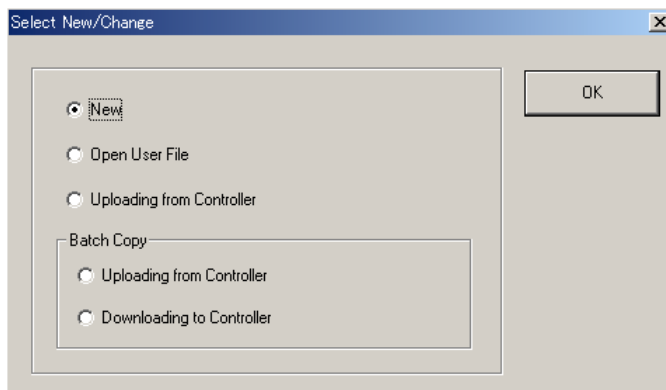 Select New/Change
New
OK
Open User File
Uploading from Controller
Batch Copy
Uploading from Controller
Downloading to Controller